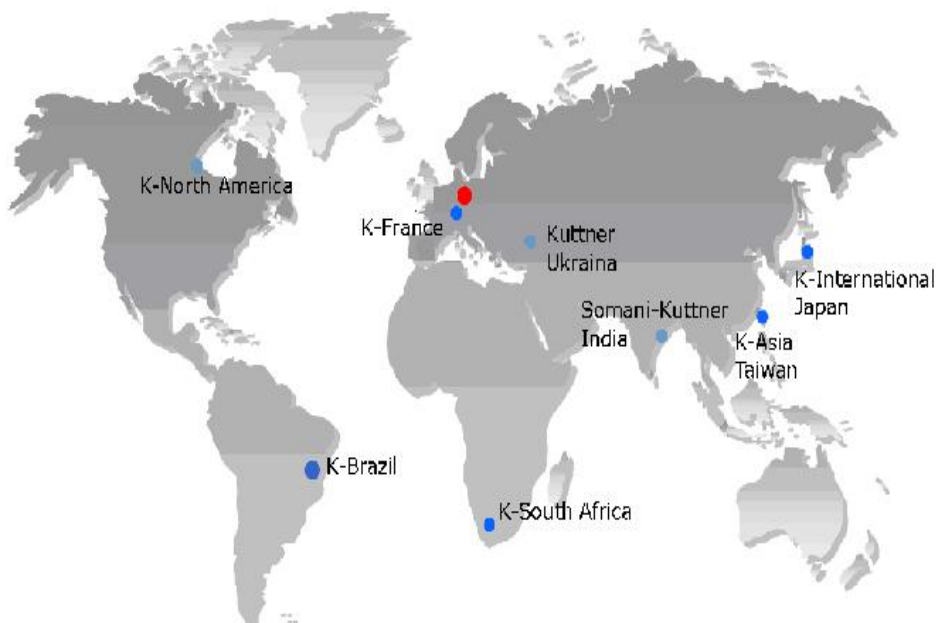 K-North America
K-France
Kuttner
Ukraina
K-International
Japan
Somani-Kuttner
India
K-Asia
Taiwan
K-Brazil
K-South Africa